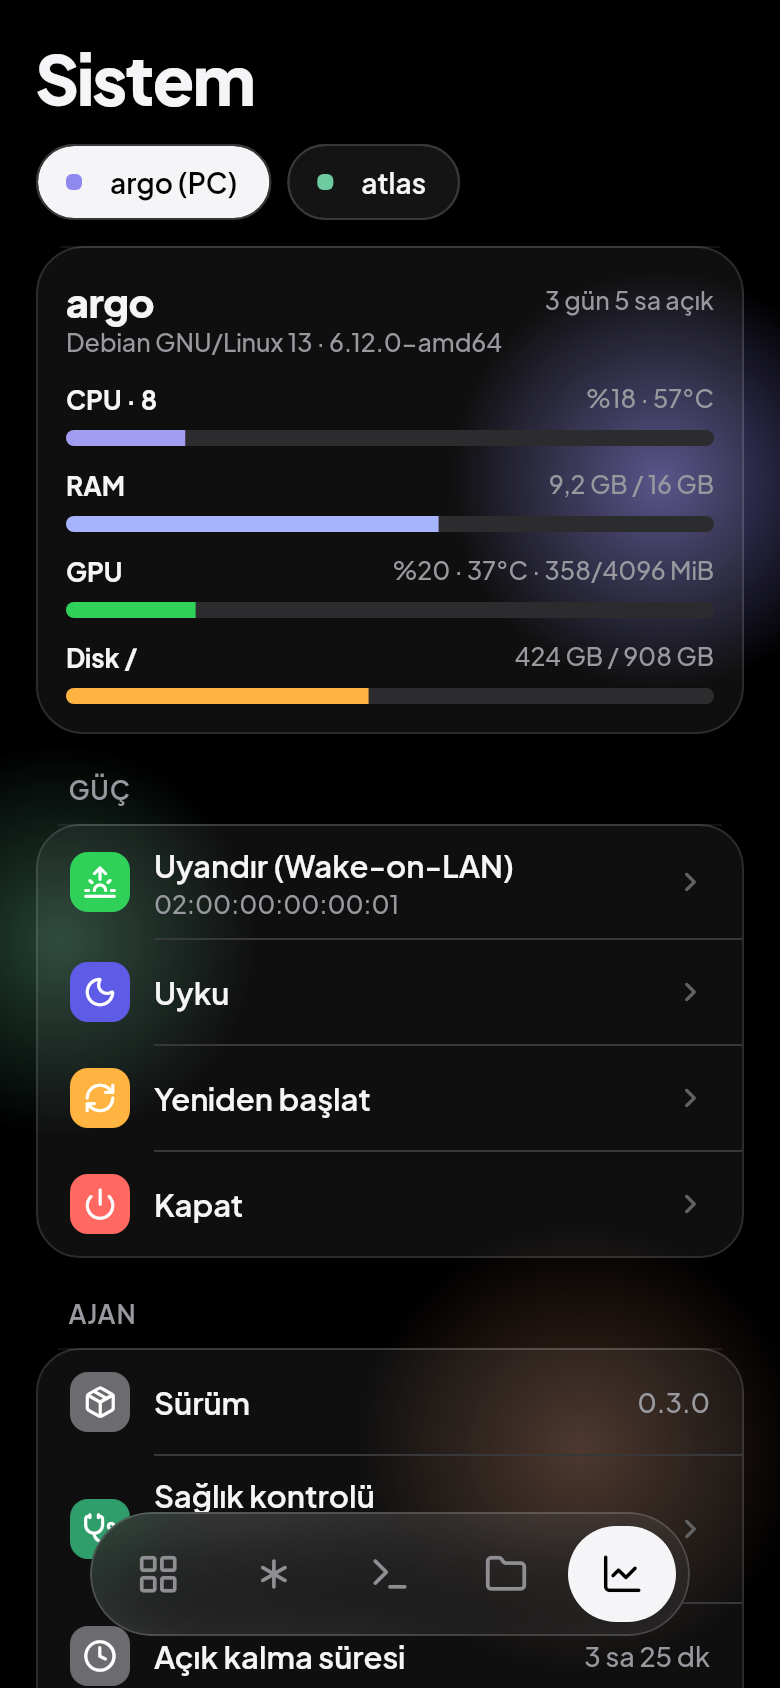 Sistem
argo (PC)
atlas
argo
3 gün 5 sa açık
Debian GNU/Linux 13 · 6.12.0-amd64
CPU · 8
%18 · 57°C
RAM
9,2 GB / 16 GB
GPU
%20 · 37°C · 358/4096 MiB
Disk /
424 GB / 908 GB
GÜÇ
Uyandır (Wake-on-LAN)
02:00:00:00:00:01
Uyku
Yeniden başlat
Kapat
AJAN
Sürüm
0.3.0
Sağlık kontrolü
Açık kalma süresi
3 sa 25 dk